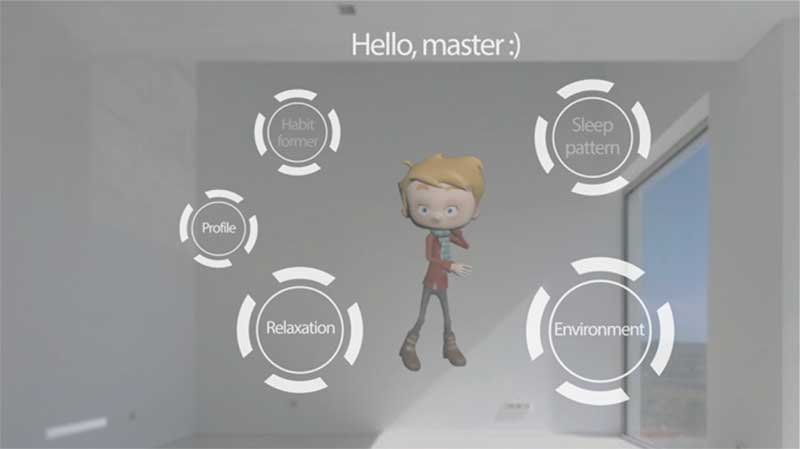 Hello, master :)
Habit
former
Sleep
pattern
Profile
Relaxation
Environment